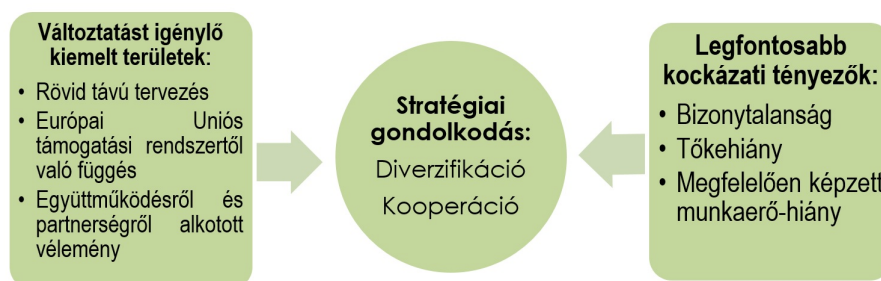 Változtatást igénylő
kiemelt területek:
• Rövid távú tervezés
• Európai Uniós
támogatási rendszertől
való függés
• Együttműködésről és
partnerségről alkotott
vélemény
Stratégiai
gondolkodás:
Diverzifikáció
Kooperáció
Legfontosabb
kockázati tényezők:
• Bizonytalanság
• Tőkehiány
• Megfelelően képzett
munkaerő-hiány